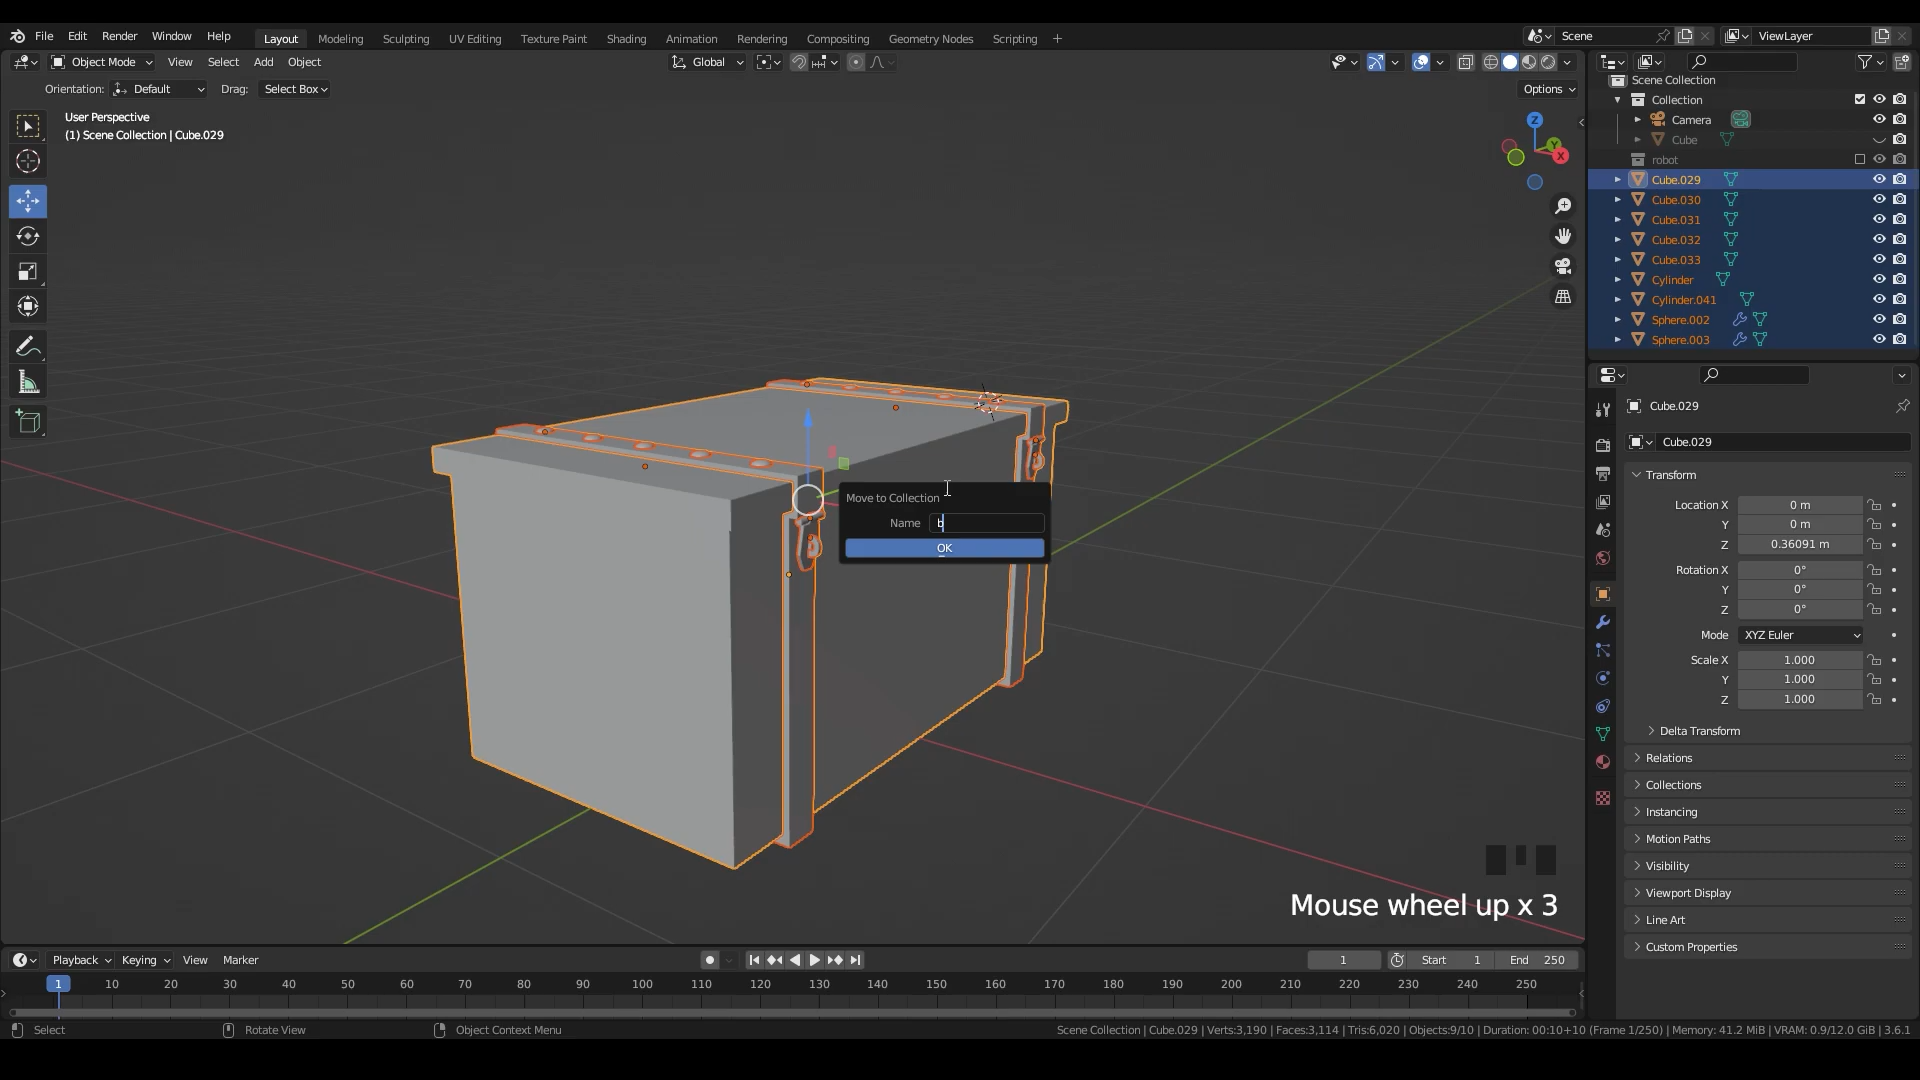 File Edit Render Window Help Layout Modeling Sculpting UV Editing Texture Paint Shading Animation Rendering Compositing Geometry Nodes Scripting + Scene ViewLayer
Object Mode View Select Add Object Global
Orientation: Default Drag: Select Box Options
User Perspective
(1) Scene Collection | Cube.029
Z
Y
X
Scene Collection
Collection
Camera
Cube
robot
Cube.029
Cube.030
Cube.031
Cube.032
Cube.033
Cylinder
Cylinder.041
Sphere.002
Sphere.003
Cube.029
Cube.029
Transform
Location X 0 m
Y 0 m
Z 0.36091 m
Rotation X 0°
Y 0°
Z 0°
Mode XYZ Euler
Scale X 1.000
Y 1.000
Z 1.000
Delta Transform
Relations
Collections
Instancing
Motion Paths
Visibility
Viewport Display
Line Art
Custom Properties
Move to Collection
Name b
OK
Mouse wheel up x 3
Playback Keying View Marker 1 Start 1 End 250
1 10 20 30 40 50 60 70 80 90 100 110 120 130 140 150 160 170 180 190 200 210 220 230 240 250
Select Rotate View Object Context Menu Scene Collection | Cube.029 | Verts:3,190 | Faces:3,114 | Tris:6,020 | Objects:9/10 | Duration: 00:10+10 (Frame 1/250) | Memory: 41.2 MiB | VRAM: 0.9/12.0 GiB | 3.6.1